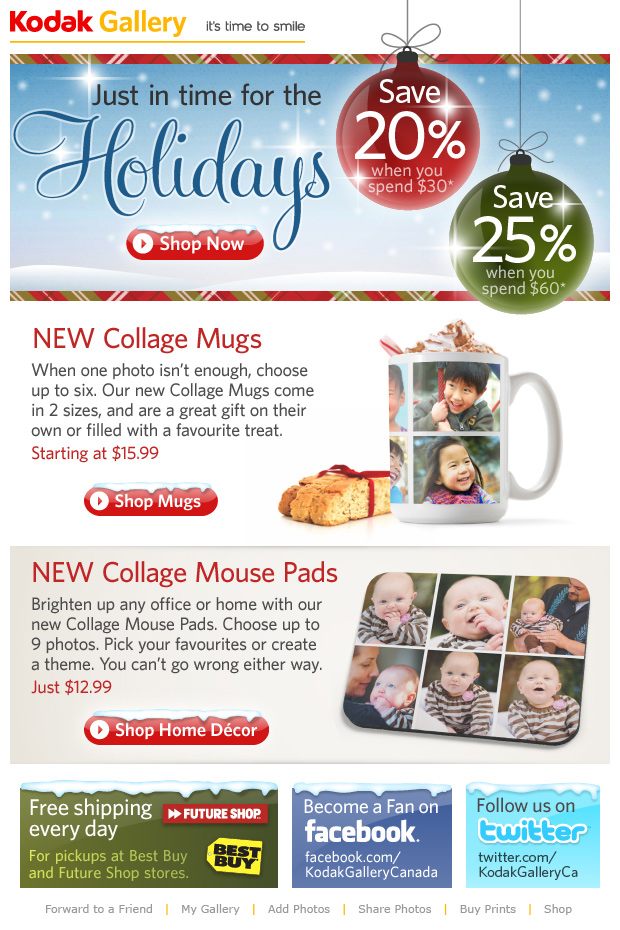 Kodak Gallery it's time to smile
Just in time for the
Holidays
Shop Now
Save
20%
when you
spend $30*
Save
25%
when you
spend $60*
NEW Collage Mugs
When one photo isn't enough, choose
up to six. Our new Collage Mugs come
in 2 sizes, and are a great gift on their
own or filled with a favourite treat.
Starting at $15.99
Shop Mugs
NEW Collage Mouse Pads
Brighten up any office or home with our
new Collage Mouse Pads. Choose up to
9 photos. Pick your favourites or create
a theme. You can't go wrong either way.
Just $12.99
Shop Home Décor
Free shipping
every day
FUTURE SHOP
For pickups at Best Buy
and Future Shop stores.
BEST
BUY
Become a Fan on
facebook.
facebook.com/
KodakGalleryCanada
Follow us on
twitter
twitter.com/
KodakGalleryCa
Forward to a Friend | My Gallery | Add Photos | Share Photos | Buy Prints | Shop